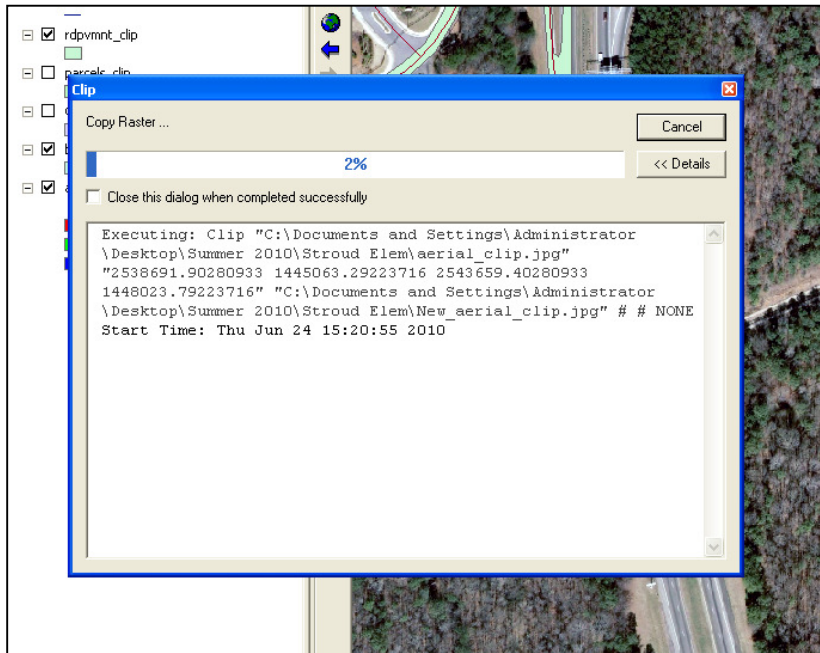 rdpvmnt_clip
parcels_clip
Clip
Copy Raster ...
Cancel
2%
<< Details
Close this dialog when completed successfully
Executing: Clip "C:\Documents and Settings\Administrator
\Desktop\Summer 2010\Stroud Elem\aerial_clip.jpg"
"2538691.90280933 1445063.29223716 2543659.40280933
1448023.79223716" "C:\Documents and Settings\Administrator
\Desktop\Summer 2010\Stroud Elem\New_aerial_clip.jpg" # # NONE
Start Time: Thu Jun 24 15:20:55 2010